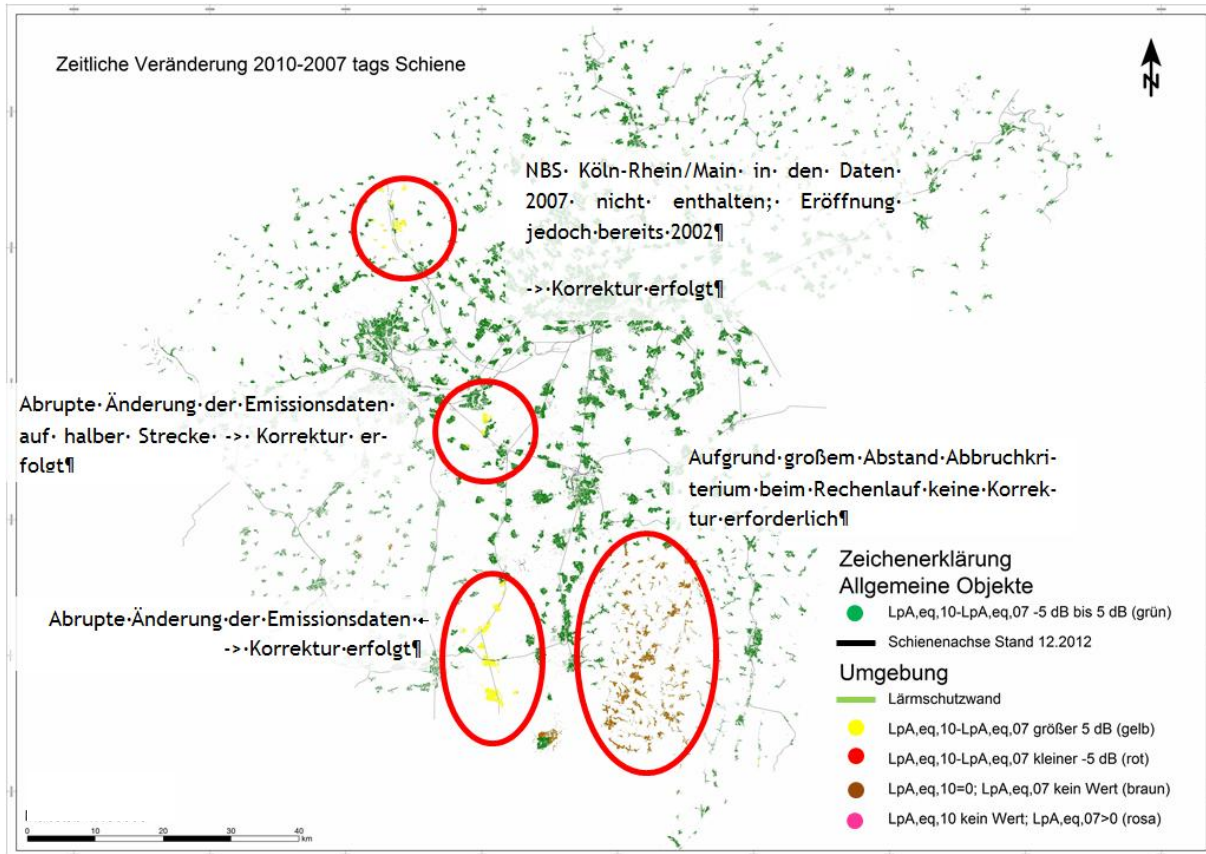 Zeitliche Veränderung 2010-2007 tags Schiene
N
NBS· Köln-Rhein/Main· in· den· Daten·
2007· nicht· enthalten;· Eröffnung·
jedoch·bereits·2002¶
->·Korrektur·erfolgt¶
Abrupte·Änderung·der·Emissionsdaten·
auf· halber· Strecke· ->· Korrektur· er-
folgt¶
Aufgrund·großem·Abstand·Abbruchkri-
terium·beim·Rechenlauf·keine·Korrek-
tur·erforderlich¶
Abrupte·Änderung·der·Emissionsdaten·←
->·Korrektur·erfolgt¶
Zeichenerklärung
Allgemeine Objekte
LpA,eq,10-LpA,eq,07 -5 dB bis 5 dB (grün)
Schienenachse Stand 12.2012
Umgebung
Lärmschutzwand
LpA,eq,10-LpA,eq,07 größer 5 dB (gelb)
LpA,eq,10-LpA,eq,07 kleiner -5 dB (rot)
LpA,eq,10=0; LpA,eq,07 kein Wert (braun)
LpA,eq,10 kein Wert; LpA,eq,07>0 (rosa)
0 10 20 30 40
km